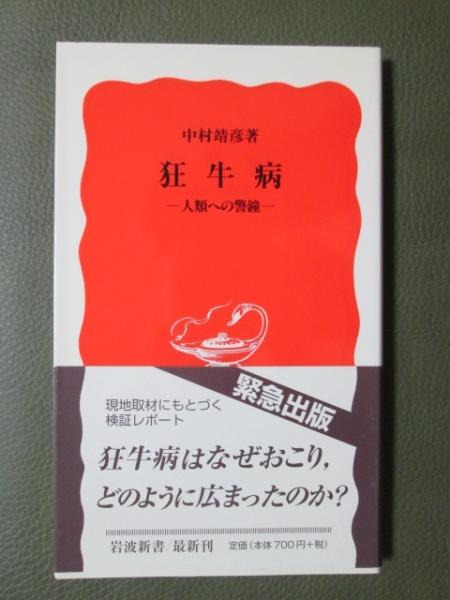 中村靖彦著
狂牛病
―人類への警鐘―
緊急出版
現地取材にもとづく
検証レポート
狂牛病はなぜおこり,
どのように広まったのか?
岩波新書/最新刊 定価(本体700円+税)